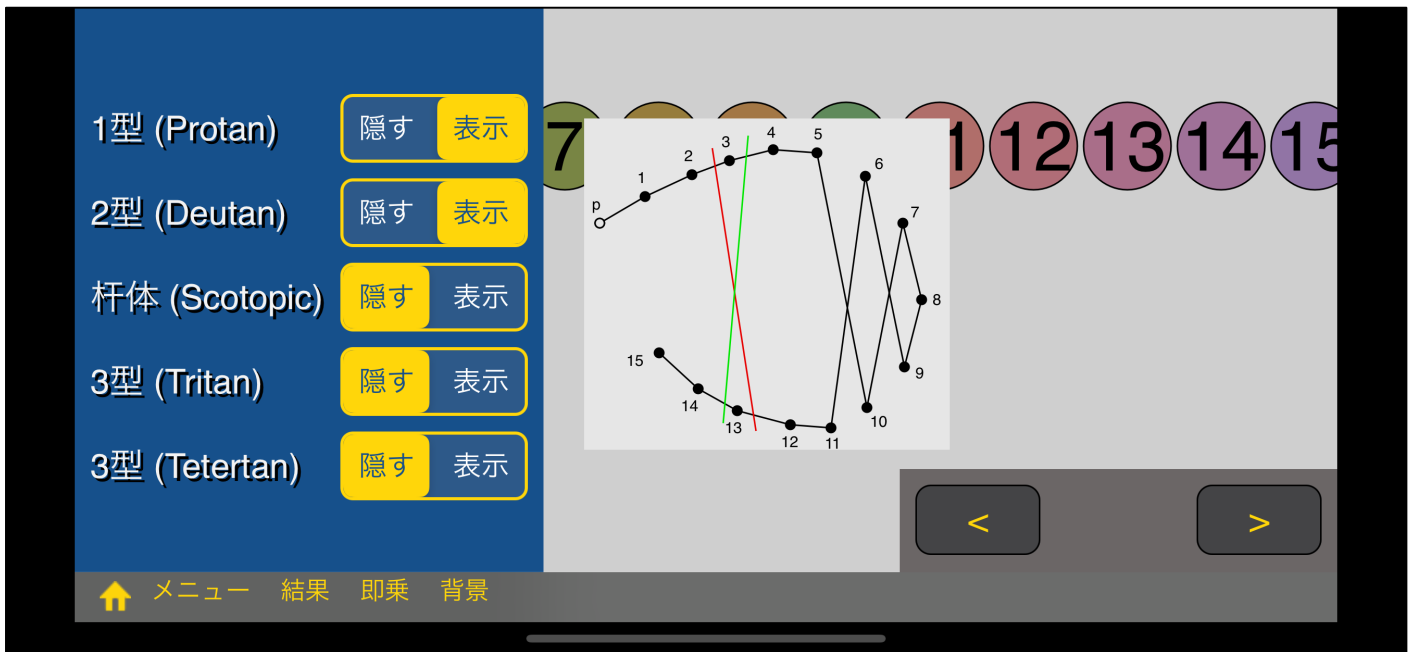 1型 (Protan) 隠す 表示
2型 (Deutan) 隠す 表示
杆体 (Scotopic) 隠す 表示
3型 (Tritan) 隠す 表示
3型 (Tetertan) 隠す 表示
7 1 12 13 14 15
p 1 2 3 4 5 6 7 8 9 10 11 12 13 14 15
< >
メニュー 結果 即乗 背景